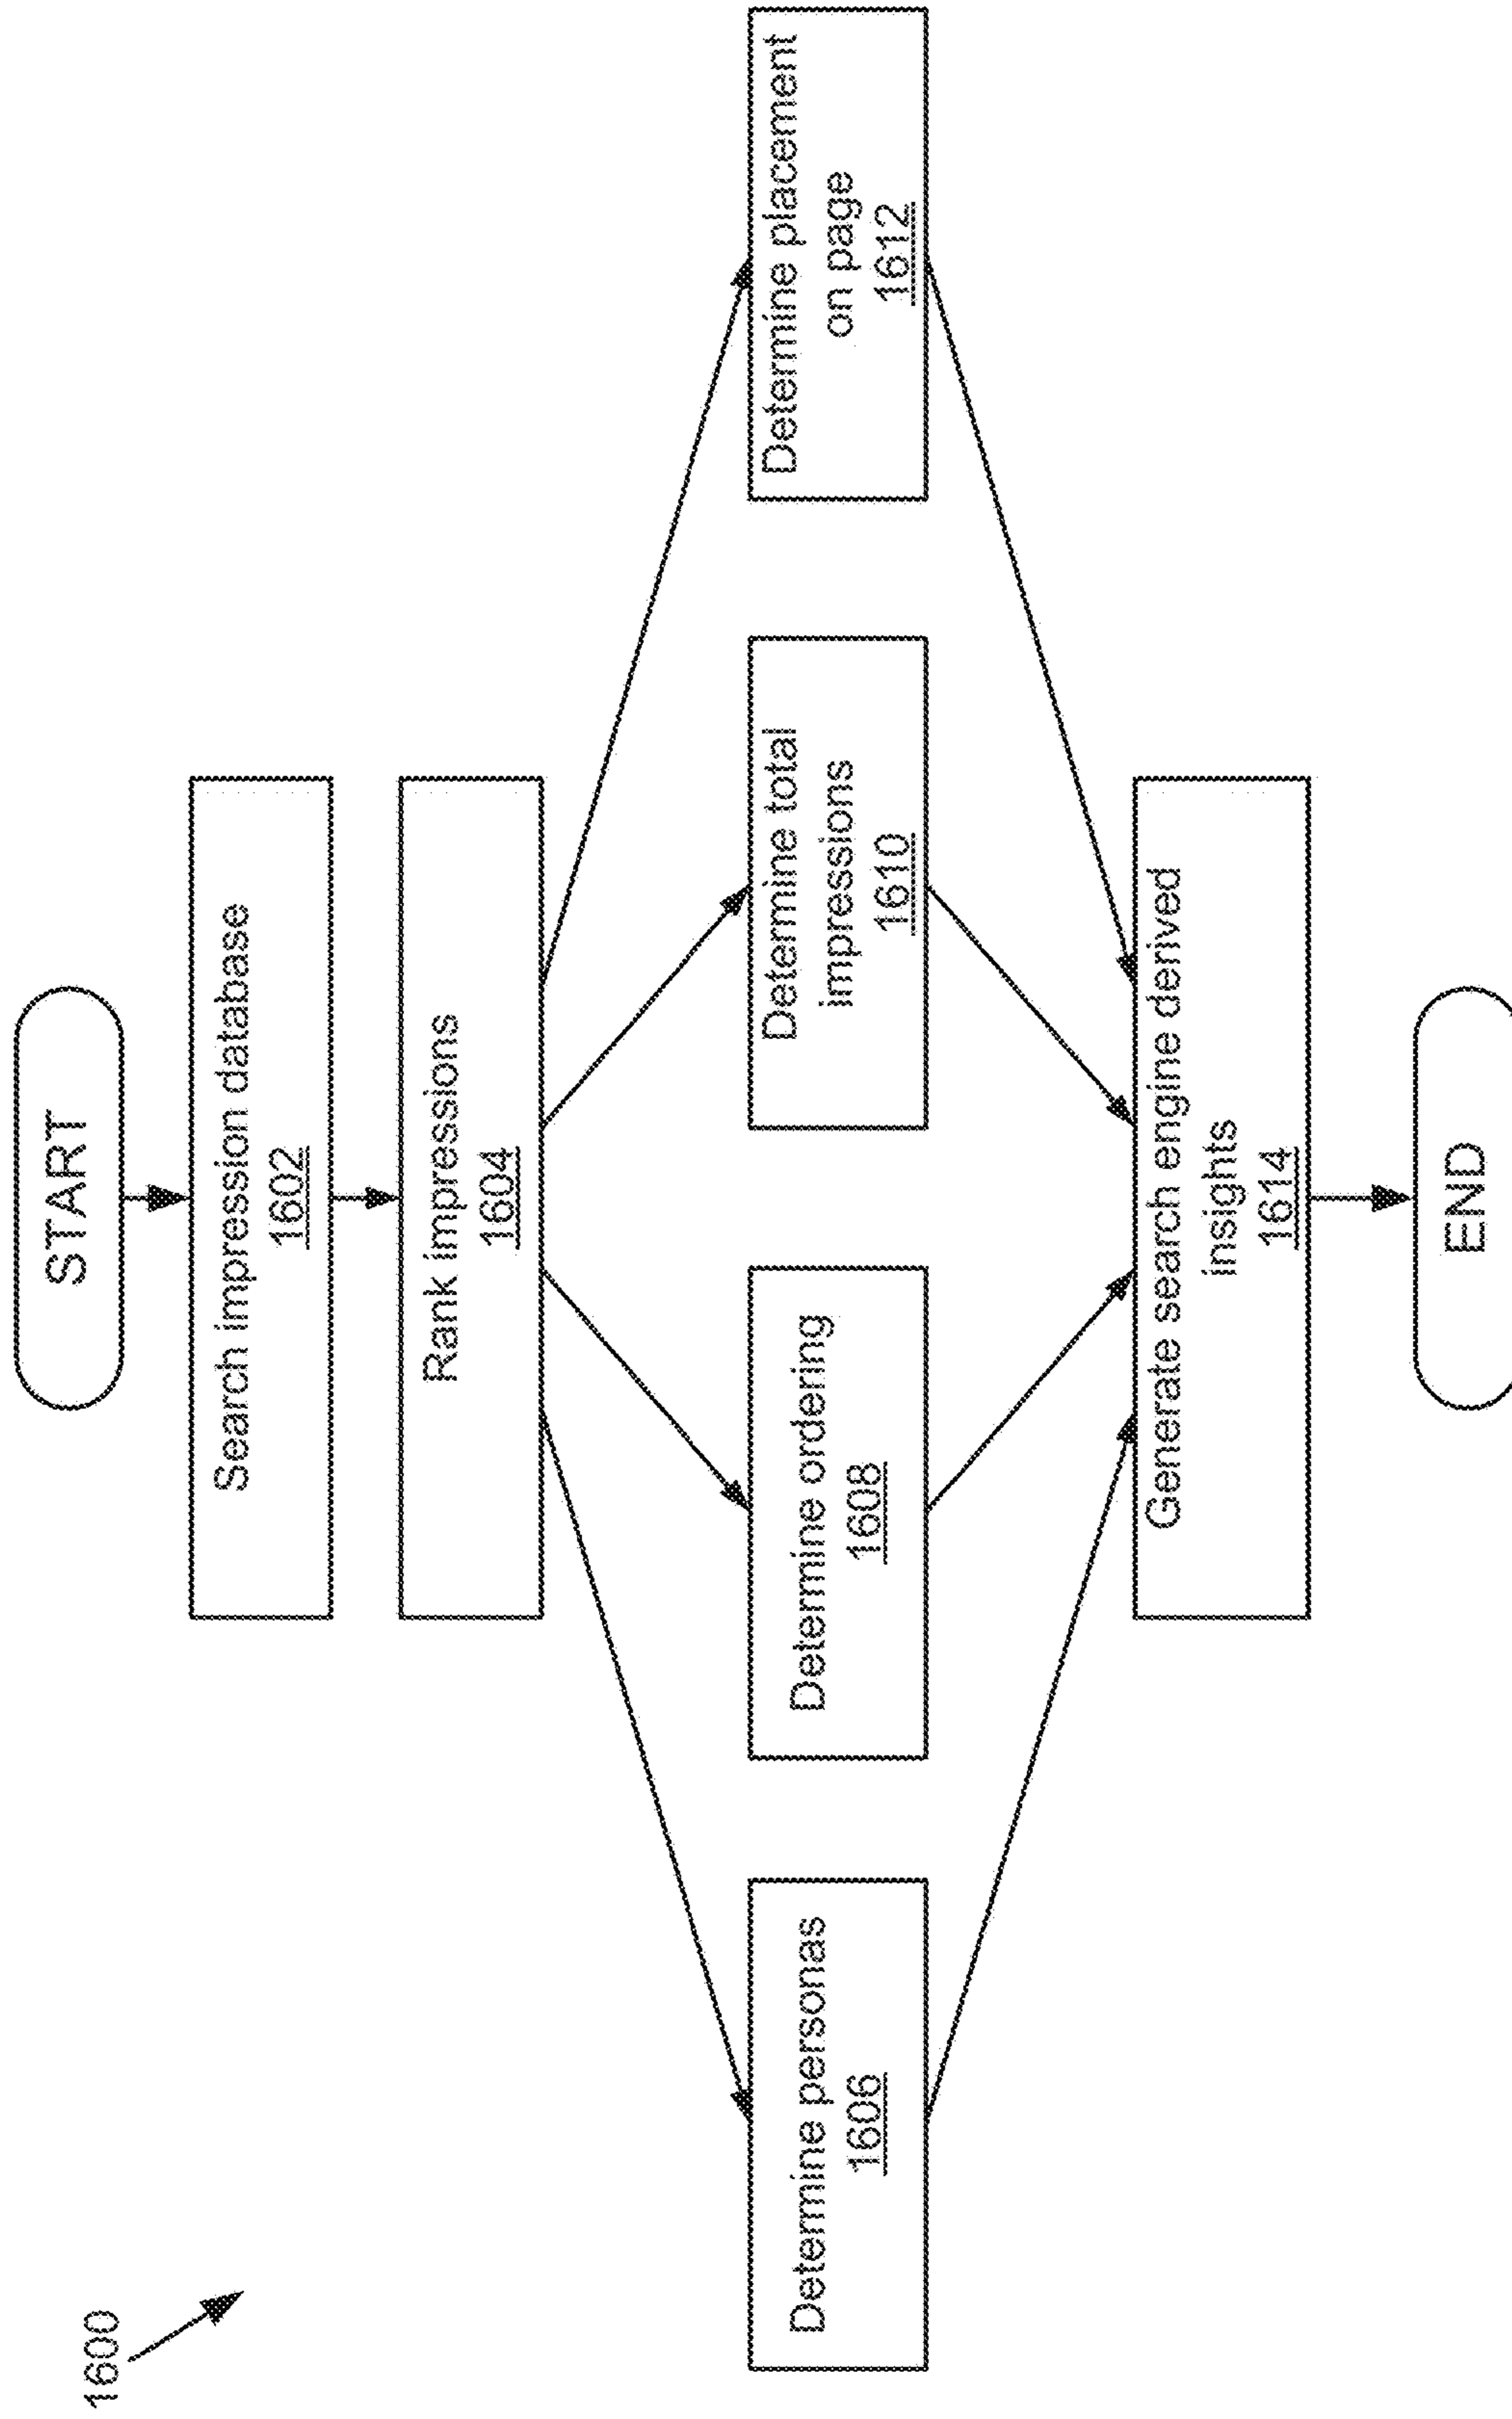 1600
START
Search impression database
1602
Rank impressions
1604
Determine personas
1606
Determine ordering
1608
Determine total
impressions
1610
Determine placement
on page
1612
Generate search engine derived
insights
1614
END